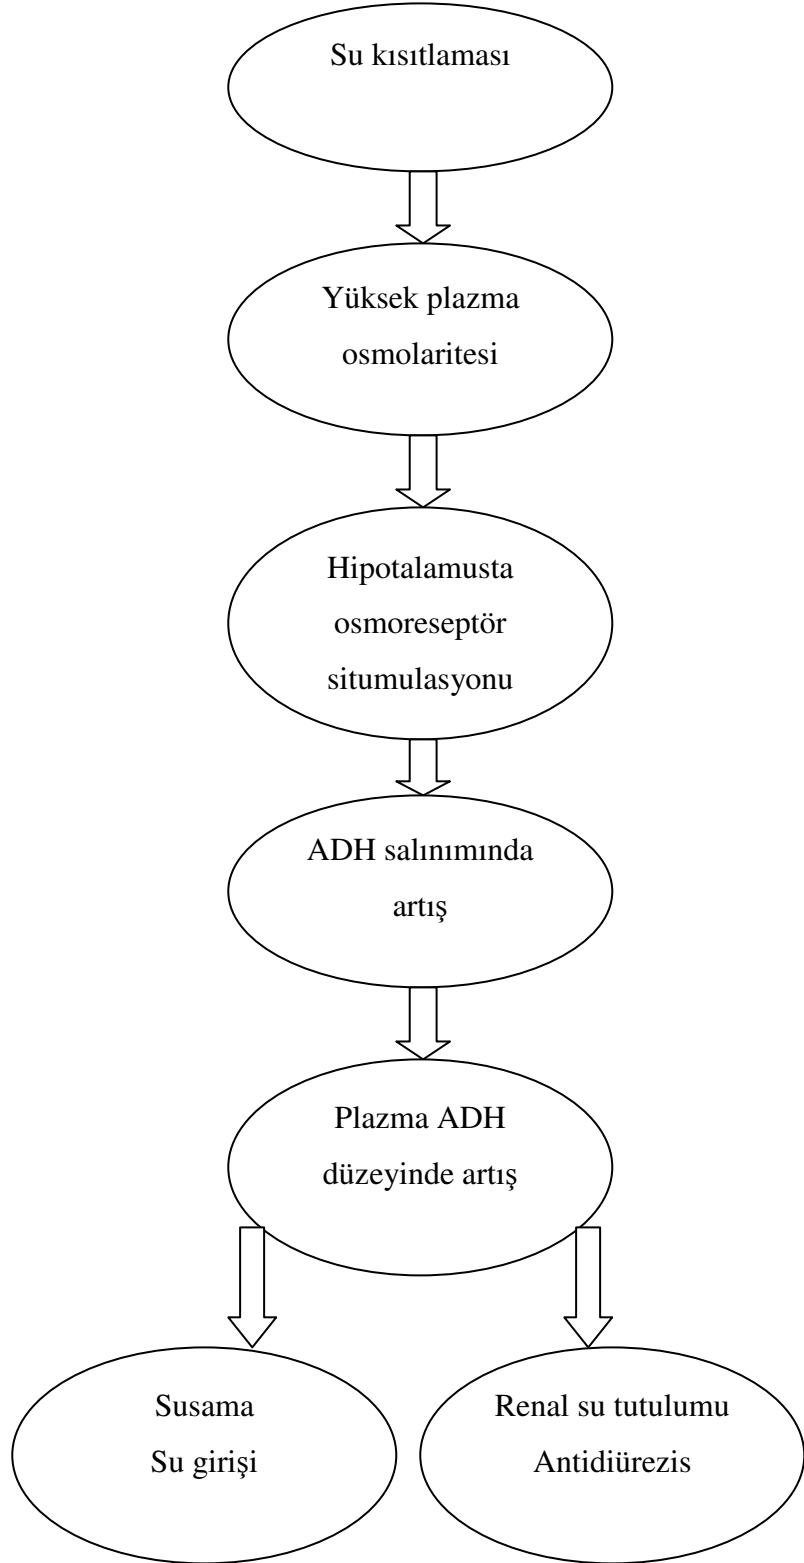 Su kısıtlaması
Yüksek plazma
osmolaritesi
Hipotalamusta
osmoreseptör
situmulasyonu
ADH salınımında
artış
Plazma ADH
düzeyinde artış
Susama
Su girişi
Renal su tutulumu
Antidiürezis